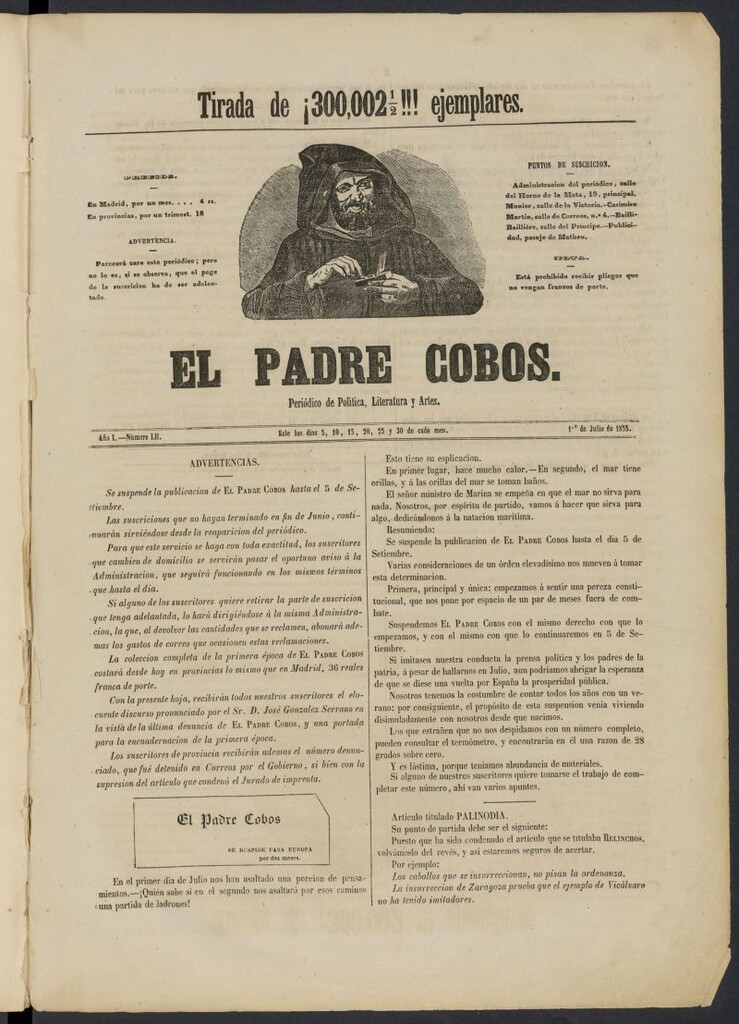 Tirada de ¡300,002½!!! ejemplares.
PRECIOS.
En Madrid, por un mes. . . . 4 rs.
En provincias, por un trimest. 18
ADVERTENCIA.
Parecerá caro este periódico; pero
no lo es, si se observa, que el pago
de la suscricion ha de ser adelan-
tado.
PUNTOS DE SUSCRICION.
Administracion del periódico, calle
del Horno de la Mata, 19, principal,
Monier, calle de la Victoria.—Casimiro
Martin, calle de Correos, n.º 4.—Bailli-
Baillière, calle del Príncipe.—Publici-
dad, pasaje de Matheu.
OTRA.
Está prohibido recibir pliegos que
no vengan francos de porte.
EL PADRE COBOS.
Periódico de Política, Literatura y Artes.
Año I.—Número LII.
Sale los dias 5, 10, 15, 20, 25 y 30 de cada mes.
1.º de Julio de 1855.
ADVERTENCIAS.
Se suspende la publicacion de EL PADRE COBOS hasta el 5 de Se-
tiembre.
Las suscriciones que no hayan terminado en fin de Junio, conti-
nuarán sirviéndose desde la reaparicion del periódico.
Para que este servicio se haga con toda exactitud, los suscritores
que cambien de domicilio se servirán pasar el oportuno aviso á la
Administracion, que seguirá funcionando en los mismos términos
que hasta el dia.
Si alguno de los suscritores quiere retirar la parte de suscricion
que tenga adelantada, lo hará dirigiéndose á la misma Administra-
cion, la que, al devolver las cantidades que se reclamen, abonará ade-
mas los gastos de correo que ocasionen estas reclamaciones.
La coleccion completa de la primera época de EL PADRE COBOS
costará desde hoy en provincias lo mismo que en Madrid, 36 reales
franca de porte.
Con la presente hoja, recibirán todos nuestros suscritores el elo-
cuente discurso pronunciado por el Sr. D. José Gonzalez Serrano en
la vista de la última denuncia de EL PADRE COBOS, y una portada
para la encuadernacion de la primera época.
Los suscritores de provincia recibirán ademas el número denun-
ciado, que fué detenido en Correos por el Gobierno, si bien con la
supresion del artículo que condenó el Jurado de imprenta.
El Padre Cobos
SE DESPIDE PARA EUROPA
por dos meses.
En el primer dia de Julio nos han asaltado una porcion de pensa-
mientos.—¡Quién sabe si en el segundo nos asaltará por esos caminos
una partida de ladrones!
Esto tiene su esplicacion.
En primer lugar, hace mucho calor.—En segundo, el mar tiene
orillas, y á las orillas del mar se toman baños.
El señor ministro de Marina se empeña en que el mar no sirva para
nada. Nosotros, por espíritu de partido, vamos á hacer que sirva para
algo, dedicándonos á la natacion marítima.
Resumiendo:
Se suspende la publicacion de EL PADRE COBOS hasta el dia 5 de
Setiembre.
Varias consideraciones de un órden elevadísimo nos mueven á tomar
esta determinacion.
Primera, principal y única: empezamos á sentir una pereza consti-
tucional, que nos pone por espacio de un par de meses fuera de com-
bate.
Suspendemos EL PADRE COBOS con el mismo derecho con que lo
empezamos, y con el mismo con que lo continuaremos en 5 de Se-
tiembre.
Si imitasen nuestra conducta la prensa política y los padres de la
patria, á pesar de hallarnos en Julio, aun podriamos abrigar la esperanza
de que se diese una vuelta por España la prosperidad pública.
Nosotros tenemos la costumbre de contar todos los años con un ve-
rano: por consiguiente, el propósito de esta suspension venia viviendo
disimuladamente con nosotros desde que nacimos.
Los que estrañen que no nos despidamos con un número completo,
pueden consultar el termómetro, y encontrarán en él una razon de 28
grados sobre cero.
Y es lástima, porque teniamos abundancia de materiales.
Si alguno de nuestros suscritores quiere tomarse el trabajo de com-
pletar este número, ahí van varios apuntes.
Artículo titulado PALINODIA.
Su punto de partida debe ser el siguiente:
Puesto que ha sido condenado el artículo que se titulaba RELINCHOS,
volvámoslo del revés, y así estaremos seguros de acertar.
Por ejemplo:
Los caballos que se insurreccionan, no pisan la ordenanza.
La insurreccion de Zaragoza prueba que el ejemplo de Vicálvaro
no ha tenido imitadores.